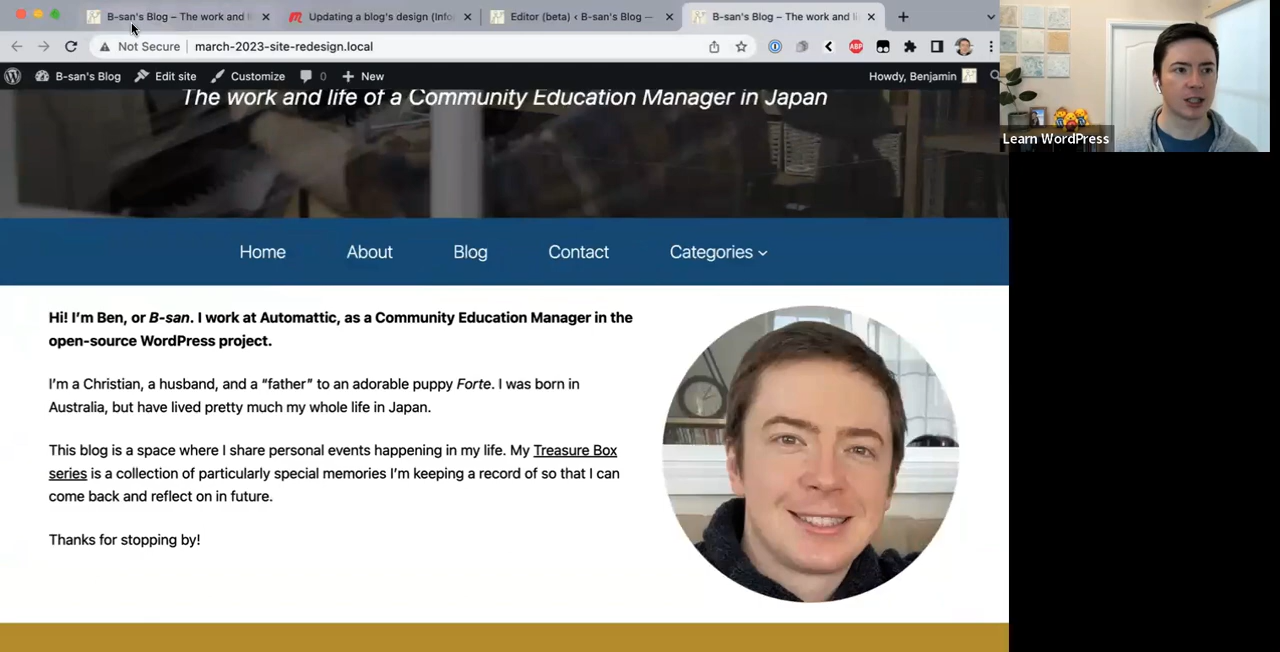 B-san's Blog – The work and l
Updating a blog's design (Info
Editor (beta) ‹ B-san's Blog —
B-san's Blog – The work and li
Not Secure
march-2023-site-redesign.local
ABP
B-san's Blog
Edit site
Customize
0
New
Howdy, Benjamin
The work and life of a Community Education Manager in Japan
Learn WordPress
Home
About
Blog
Contact
Categories
Hi! I'm Ben, or B-san. I work at Automattic, as a Community Education Manager in the
open-source WordPress project.
I'm a Christian, a husband, and a “father” to an adorable puppy Forte. I was born in
Australia, but have lived pretty much my whole life in Japan.
This blog is a space where I share personal events happening in my life. My Treasure Box
series is a collection of particularly special memories I'm keeping a record of so that I can
come back and reflect on in future.
Thanks for stopping by!